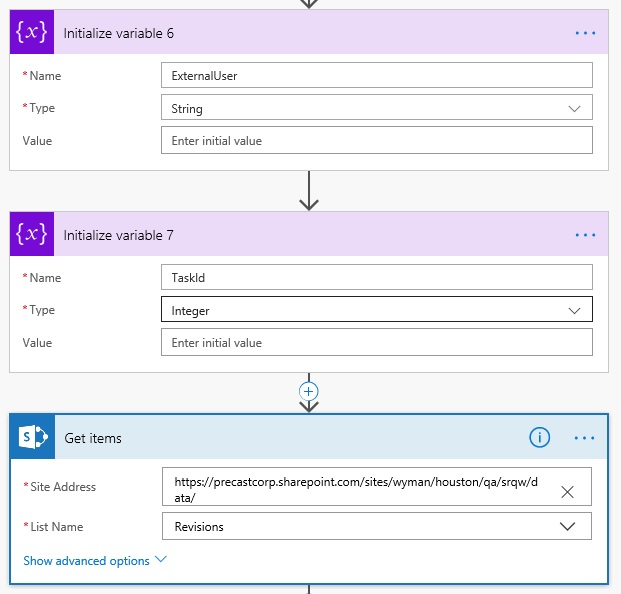 {x} Initialize variable 6 ...
* Name ExternalUser
* Type String
Value Enter initial value
{x} Initialize variable 7 ...
* Name TaskId
* Type Integer
Value Enter initial value
S Get items i ...
* Site Address https://precastcorp.sharepoint.com/sites/wyman/houston/qa/srqw/d
ata/
* List Name Revisions
Show advanced options